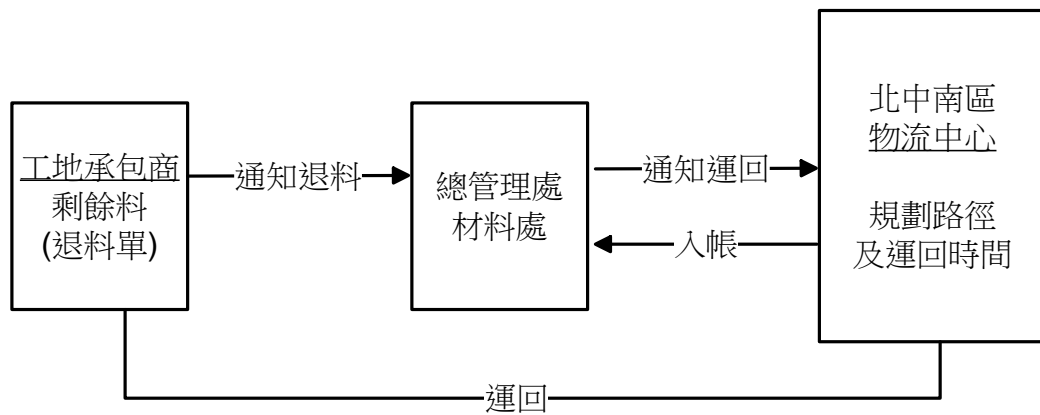 工地承包商
剩餘料
(退料單)
通知退料
總管理處
材料處
通知運回
入帳
北中南區
物流中心
規劃路徑
及運回時間
運回